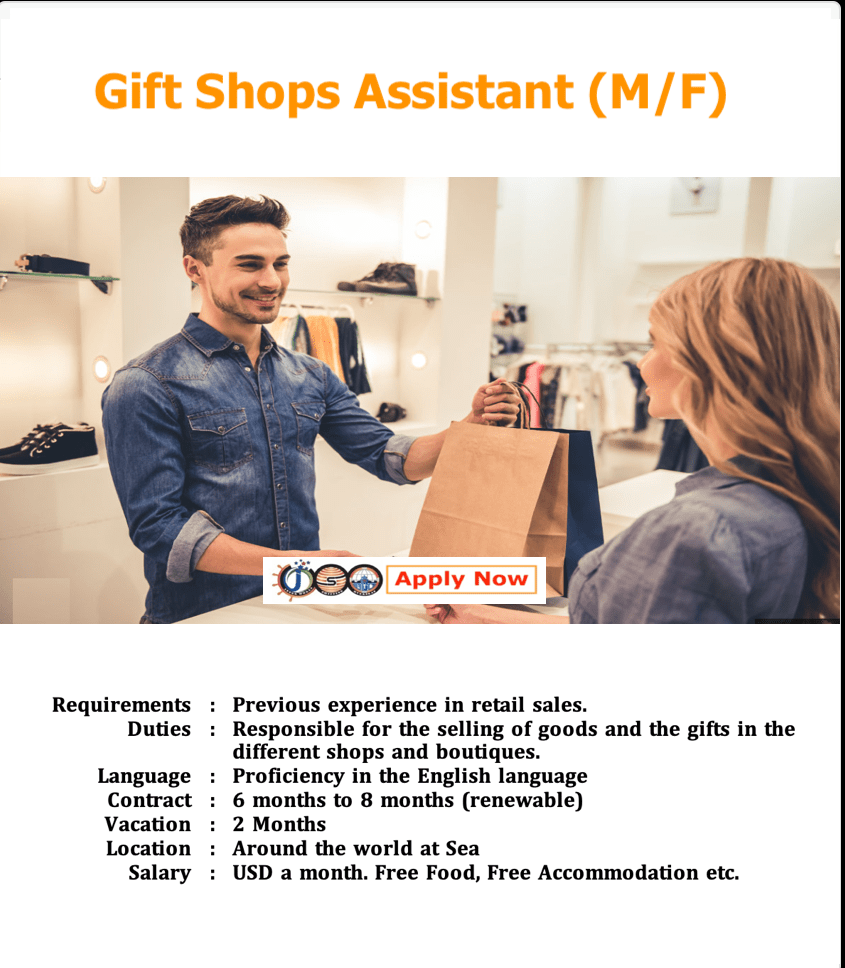 Gift Shops Assistant (M/F)
Apply Now
Requirements : Previous experience in retail sales.
Duties : Responsible for the selling of goods and the gifts in the
different shops and boutiques.
Language : Proficiency in the English language
Contract : 6 months to 8 months (renewable)
Vacation : 2 Months
Location : Around the world at Sea
Salary : USD a month. Free Food, Free Accommodation etc.